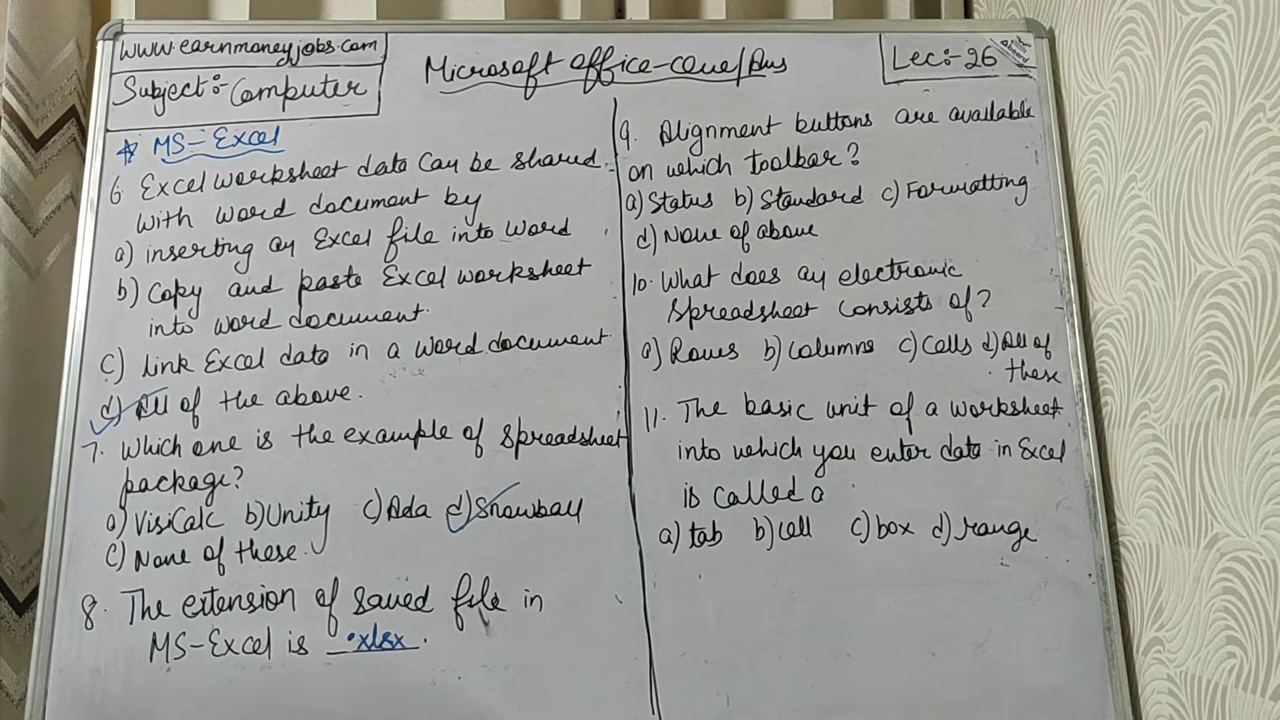 www.earnmoneyjobs.com
Subject:- Computer
Microsoft office-
Lec:-26
MS-Excel
6. Excel worksheet data can be shared
with word document by
a) inserting an Excel file into word
b) Copy and paste Excel worksheet
into word document.
c) link Excel data in a word document
d) All of the above.
7. Which one is the example of spreadsheet
package?
a) VisiCalc b) Unity c) Ada d) Snowball
C) None of these.
8. The extension of saved file in
MS-Excel is .xlsx.
9. Alignment buttons are available
on which toolbar?
a) Status b) Standard c) Formatting
d) None of above
10. What does an electronic
spreadsheet consists of?
a) Rows b) columns c) Cells d) All of
these
11. The basic unit of a worksheet
into which you enter data in Excel
is called a
a) tab b) cell c) box d) range